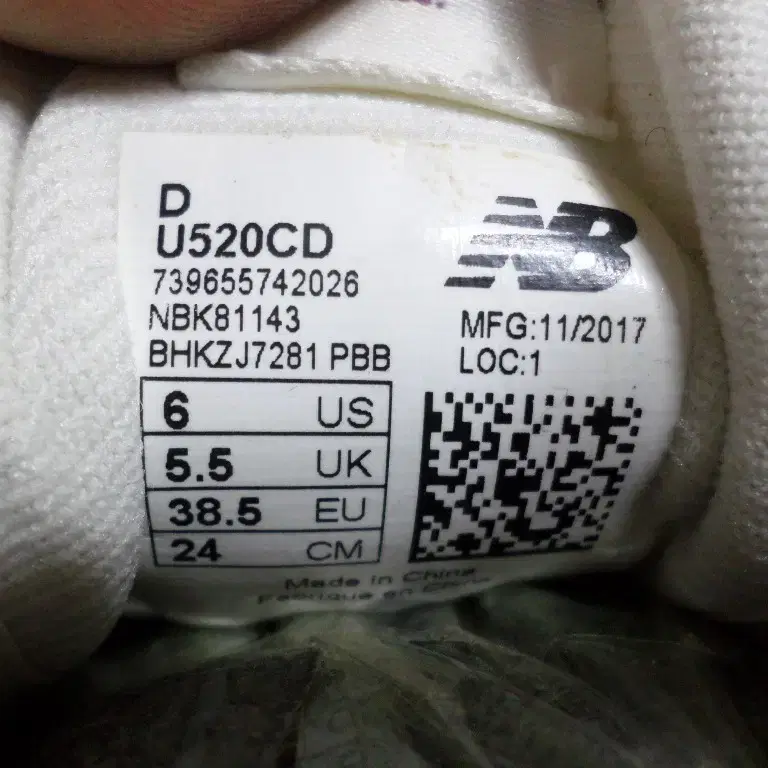 D
U520CD
739655742026
NBK81143
BHKZJ7281 PBB
NB
MFG:11/2017
LOC:1
6 US
5.5 UK
38.5 EU
24 CM
Made in China
Fabriqué en Chine